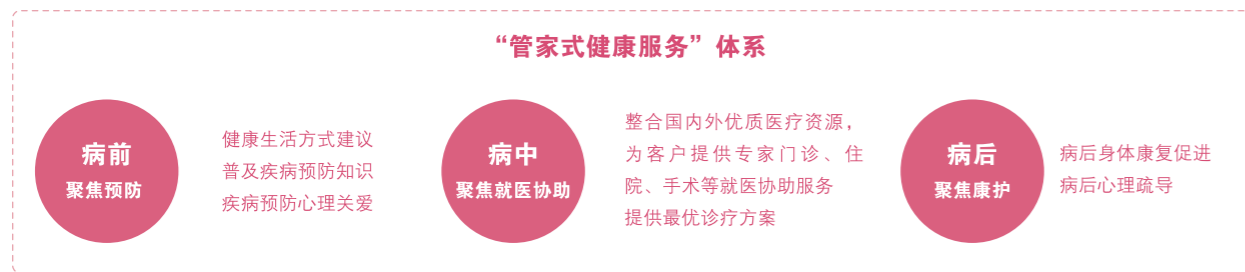 “管家式健康服务”体系
病前
聚焦预防
健康生活方式建议
普及疾病预防知识
疾病预防心理关爱
病中
聚焦就医协助
整合国内外优质医疗资源，
为客户提供专家门诊、住
院、手术等就医协助服务
提供最优诊疗方案
病后
聚焦康护
病后身体康复促进
病后心理疏导